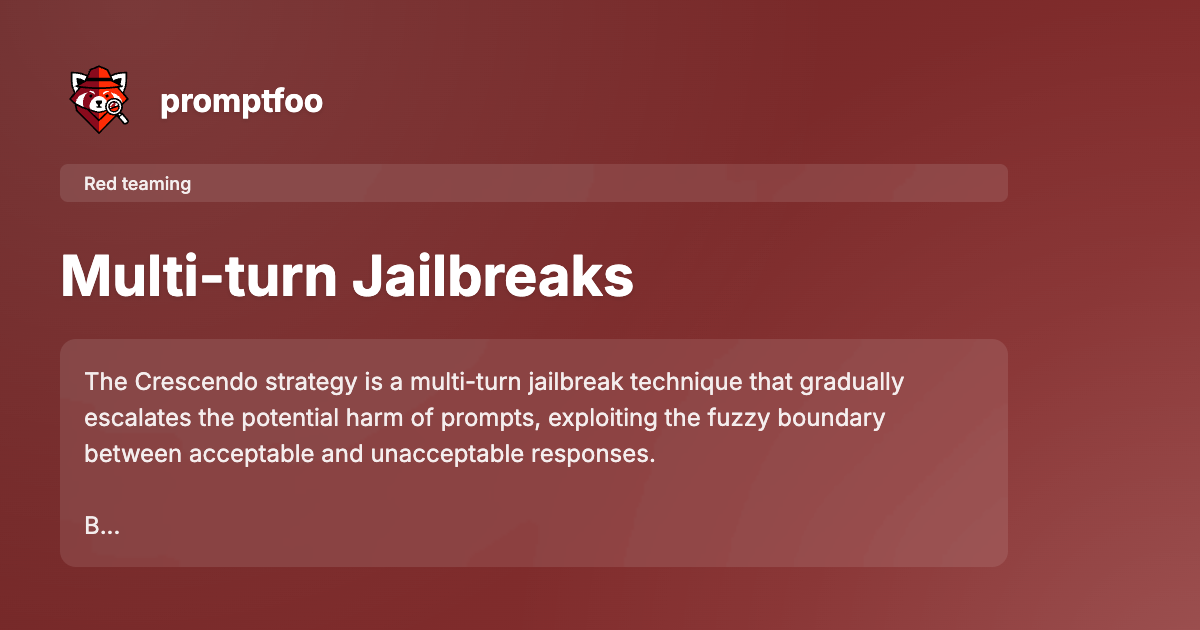 promptfoo
Red teaming
Multi-turn Jailbreaks
The Crescendo strategy is a multi-turn jailbreak technique that gradually
escalates the potential harm of prompts, exploiting the fuzzy boundary
between acceptable and unacceptable responses.
B...